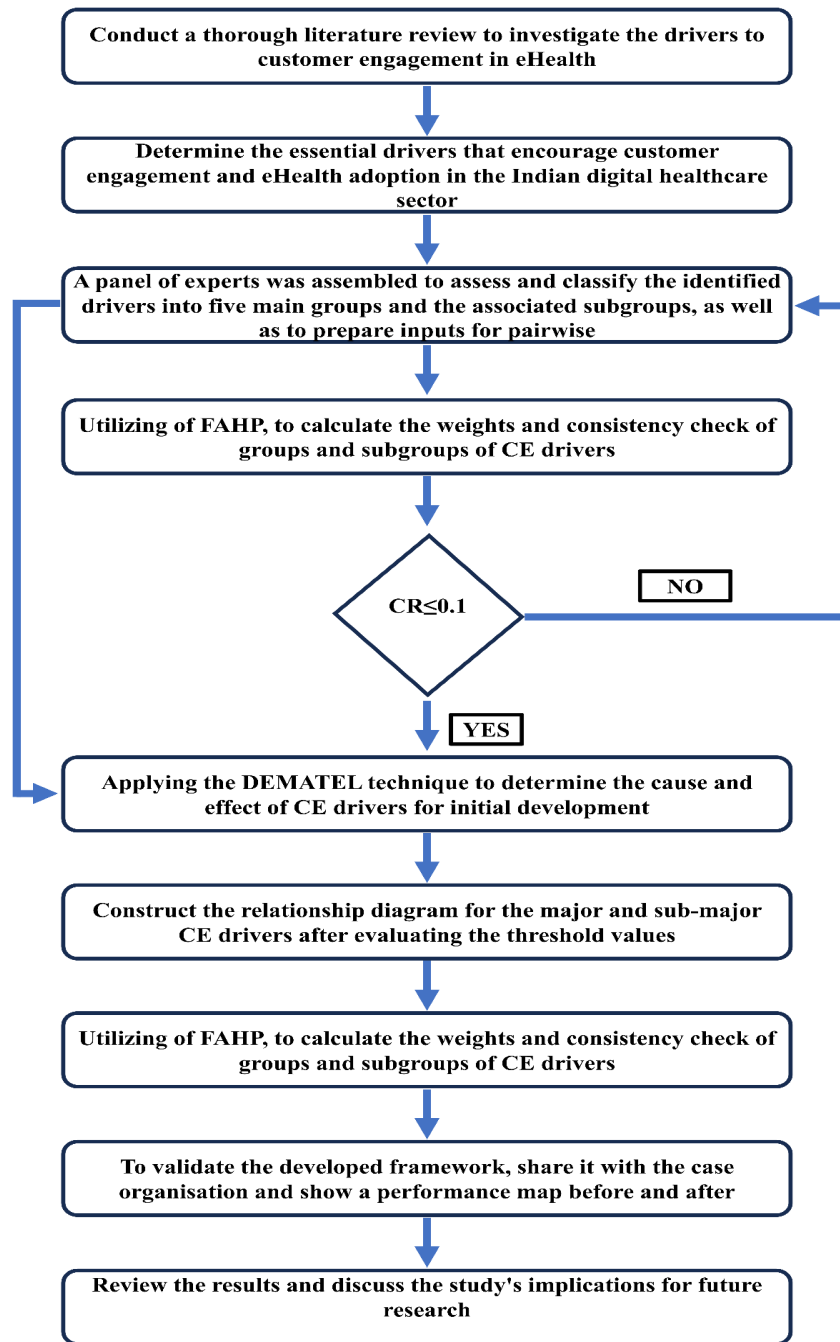 Conduct a thorough literature review to investigate the drivers to
customer engagement in eHealth
Determine the essential drivers that encourage customer
engagement and eHealth adoption in the Indian digital healthcare
sector
A panel of experts was assembled to assess and classify the identified
drivers into five main groups and the associated subgroups, as well
as to prepare inputs for pairwise
Utilizing of FAHP, to calculate the weights and consistency check of
groups and subgroups of CE drivers
CR≤0.1
NO
YES
Applying the DEMATEL technique to determine the cause and
effect of CE drivers for initial development
Construct the relationship diagram for the major and sub-major
CE drivers after evaluating the threshold values
Utilizing of FAHP, to calculate the weights and consistency check of
groups and subgroups of CE drivers
To validate the developed framework, share it with the case
organisation and show a performance map before and after
Review the results and discuss the study's implications for future
research